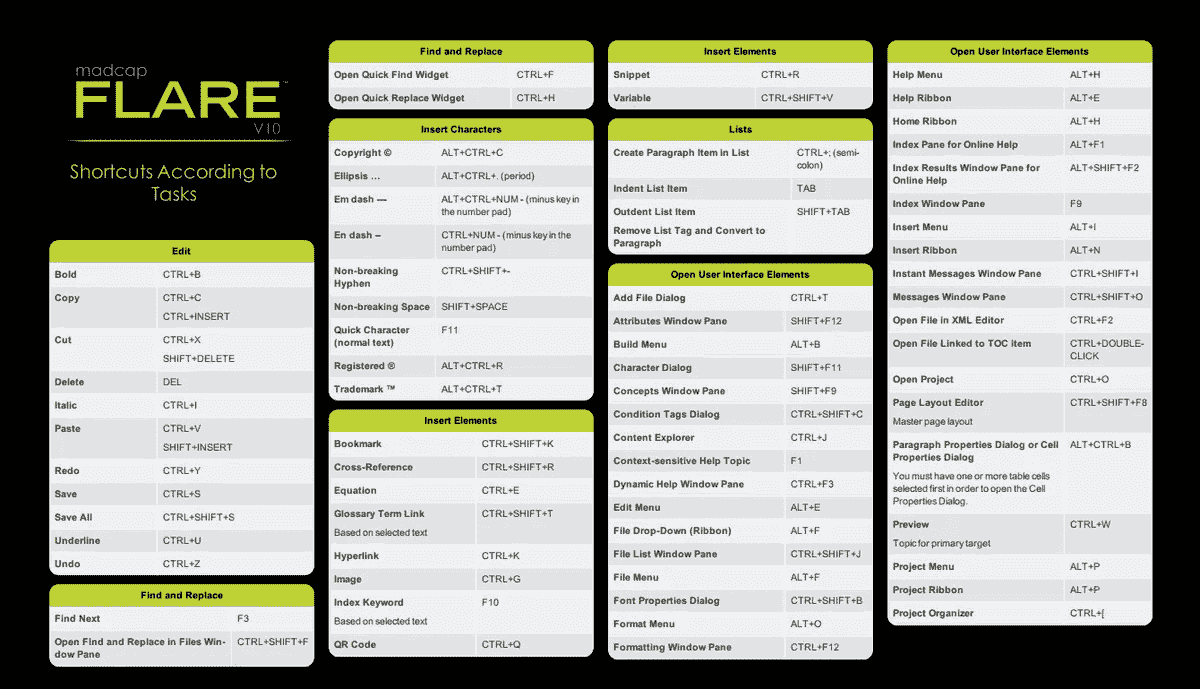 madcap
FLARE™
V10
Shortcuts According to
Tasks
Edit
Bold CTRL+B
Copy CTRL+C
CTRL+INSERT
Cut CTRL+X
SHIFT+DELETE
Delete DEL
Italic CTRL+I
Paste CTRL+V
SHIFT+INSERT
Redo CTRL+Y
Save CTRL+S
Save All CTRL+SHIFT+S
Underline CTRL+U
Undo CTRL+Z
Find and Replace
Find Next F3
Open Find and Replace in Files Win- CTRL+SHIFT+F
dow Pane
Find and Replace
Open Quick Find Widget CTRL+F
Open Quick Replace Widget CTRL+H
Insert Characters
Copyright © ALT+CTRL+C
Ellipsis ... ALT+CTRL+. (period)
Em dash — ALT+CTRL+NUM - (minus key in
the number pad)
En dash – CTRL+NUM - (minus key in the
number pad)
Non-breaking CTRL+SHIFT+-
Hyphen
Non-breaking Space SHIFT+SPACE
Quick Character F11
(normal text)
Registered ® ALT+CTRL+R
Trademark ™ ALT+CTRL+T
Insert Elements
Bookmark CTRL+SHIFT+K
Cross-Reference CTRL+SHIFT+R
Equation CTRL+E
Glossary Term Link CTRL+SHIFT+T
Based on selected text
Hyperlink CTRL+K
Image CTRL+G
Index Keyword F10
Based on selected text
QR Code CTRL+Q
Insert Elements
Snippet CTRL+R
Variable CTRL+SHIFT+V
Lists
Create Paragraph Item in List CTRL+; (semi-
colon)
Indent List Item TAB
Outdent List Item SHIFT+TAB
Remove List Tag and Convert to
Paragraph
Open User Interface Elements
Add File Dialog CTRL+T
Attributes Window Pane SHIFT+F12
Build Menu ALT+B
Character Dialog SHIFT+F11
Concepts Window Pane SHIFT+F9
Condition Tags Dialog CTRL+SHIFT+C
Content Explorer CTRL+J
Context-sensitive Help Topic F1
Dynamic Help Window Pane CTRL+F3
Edit Menu ALT+E
File Drop-Down (Ribbon) ALT+F
File List Window Pane CTRL+SHIFT+J
File Menu ALT+F
Font Properties Dialog CTRL+SHIFT+B
Format Menu ALT+O
Formatting Window Pane CTRL+F12
Open User Interface Elements
Help Menu ALT+H
Help Ribbon ALT+E
Home Ribbon ALT+H
Index Pane for Online Help ALT+F1
Index Results Window Pane for ALT+SHIFT+F2
Online Help
Index Window Pane F9
Insert Menu ALT+I
Insert Ribbon ALT+N
Instant Messages Window Pane CTRL+SHIFT+I
Messages Window Pane CTRL+SHIFT+O
Open File in XML Editor CTRL+F2
Open File Linked to TOC item CTRL+DOUBLE-
CLICK
Open Project CTRL+O
Page Layout Editor CTRL+SHIFT+F8
Master page layout
Paragraph Properties Dialog or Cell ALT+CTRL+B
Properties Dialog
You must have one or more table cells
selected first in order to open the Cell
Properties Dialog.
Preview CTRL+W
Topic for primary target
Project Menu ALT+P
Project Ribbon ALT+P
Project Organizer CTRL+[